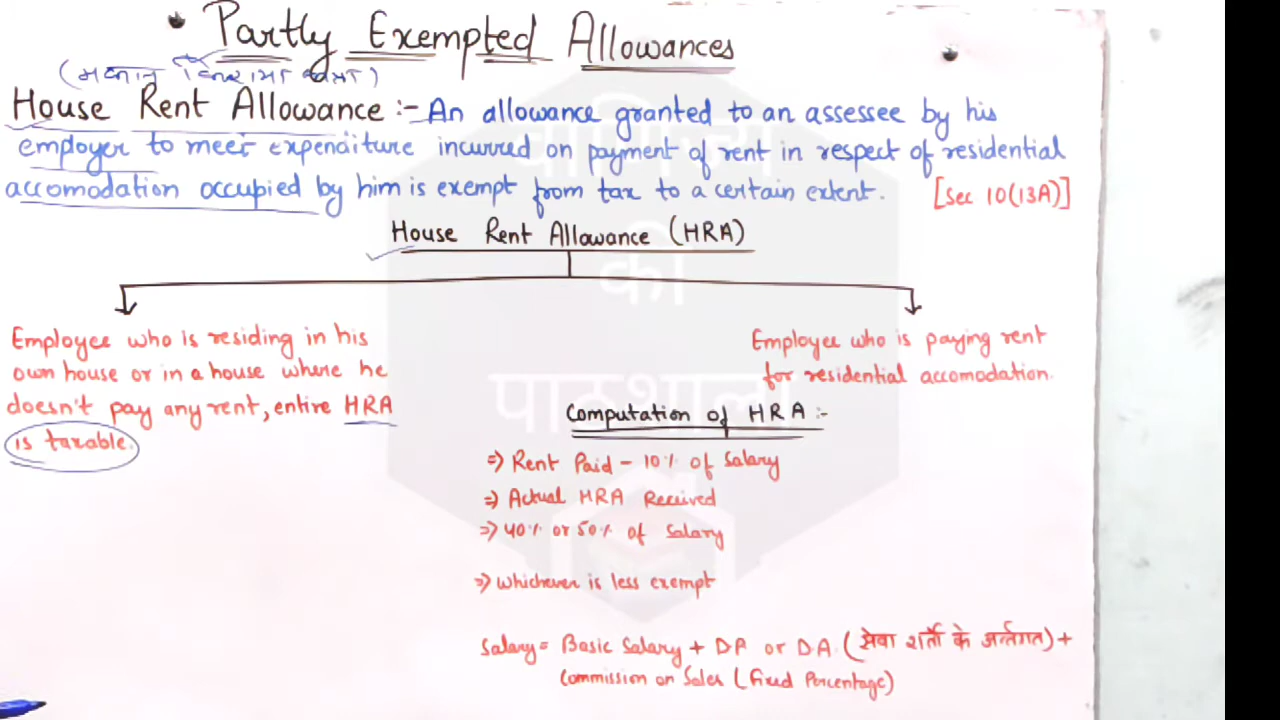 Partly Exempted Allowances
(मकान किराया भत्ता)
House Rent Allowance :- An allowance granted to an assessee by his
employer to meet expenditure incurred on payment of rent in respect of residential
accomodation occupied by him is exempt from tax to a certain extent. [Sec 10(13A)]
House Rent Allowance (HRA)
Employee who is residing in his
own house or in a house where he
doesn't pay any rent, entire HRA
is taxable.
Employee who is paying rent
for residential accomodation.
Computation of HRA :-
=> Rent Paid - 10% of Salary
=> Actual HRA Received
=> 40% or 50% of Salary
=> Whichever is less exempt
Salary = Basic Salary + DP or DA (सेवा शर्तो के अर्न्तगत) +
Commission on Sales (Fixed Percentage)
वाणिज्य
की
पाठशाला